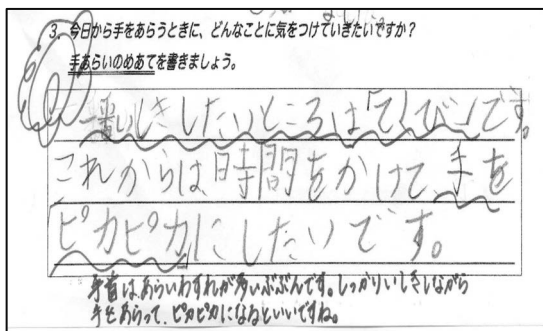 3. 今日から手をあらうときに、どんなことに気をつけていきたいですか？
手あらいのめあてを書きましょう。
一番いしきしたいところは「てくび」です。
これからは時間をかけて、手を
ピカピカにしたいです。
手首はあらいわすれが多いぶぶんです。しっかりいしきしながら
手をあらって、ピカピカになるといいですね。